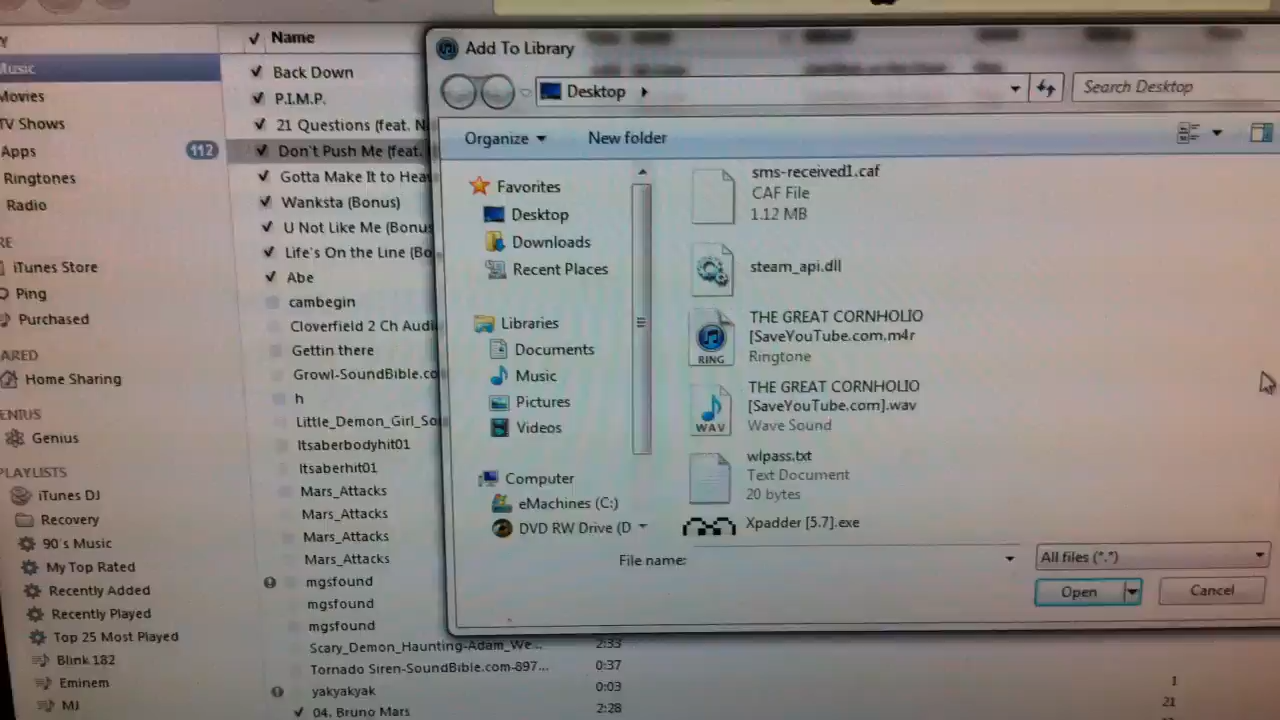 Name
Music
Movies
TV Shows
Apps
112
Ringtones
Radio
RE
iTunes Store
Ping
Purchased
ARED
Home Sharing
ENIUS
Genius
PLAYLISTS
iTunes DJ
Recovery
90's Music
My Top Rated
Recently Added
Recently Played
Top 25 Most Played
Blink 182
Eminem
MJ
Back Down
P.I.M.P.
21 Questions (feat. N
Don't Push Me (feat.
Gotta Make It to Hea
Wanksta (Bonus)
U Not Like Me (Bonu
Life's On the Line (Bo
Abe
cambegin
Cloverfield 2 Ch Audi
Gettin there
Growl-SoundBible.co
h
Little_Demon_Girl_So
Itsaberbodyhit01
Itsaberhit01
Mars_Attacks
Mars_Attacks
Mars_Attacks
Mars_Attacks
mgsfound
mgsfound
mgsfound
Scary_Demon_Haunting-Adam_We... 2:33
Tornado Siren-SoundBible.com-897... 0:37
yakyakyak 0:03 1
04. Bruno Mars 2:28 21
Add To Library
Desktop
Search Desktop
Organize
New folder
Favorites
Desktop
Downloads
Recent Places
Libraries
Documents
Music
Pictures
Videos
Computer
eMachines (C:)
DVD RW Drive (D
sms-received1.caf
CAF File
1.12 MB
steam_api.dll
RING
THE GREAT CORNHOLIO
[SaveYouTube.com.m4r
Ringtone
WAV
THE GREAT CORNHOLIO
[SaveYouTube.com].wav
Wave Sound
wlpass.txt
Text Document
20 bytes
Xpadder [5.7].exe
File name:
All files (*.*)
Open
Cancel